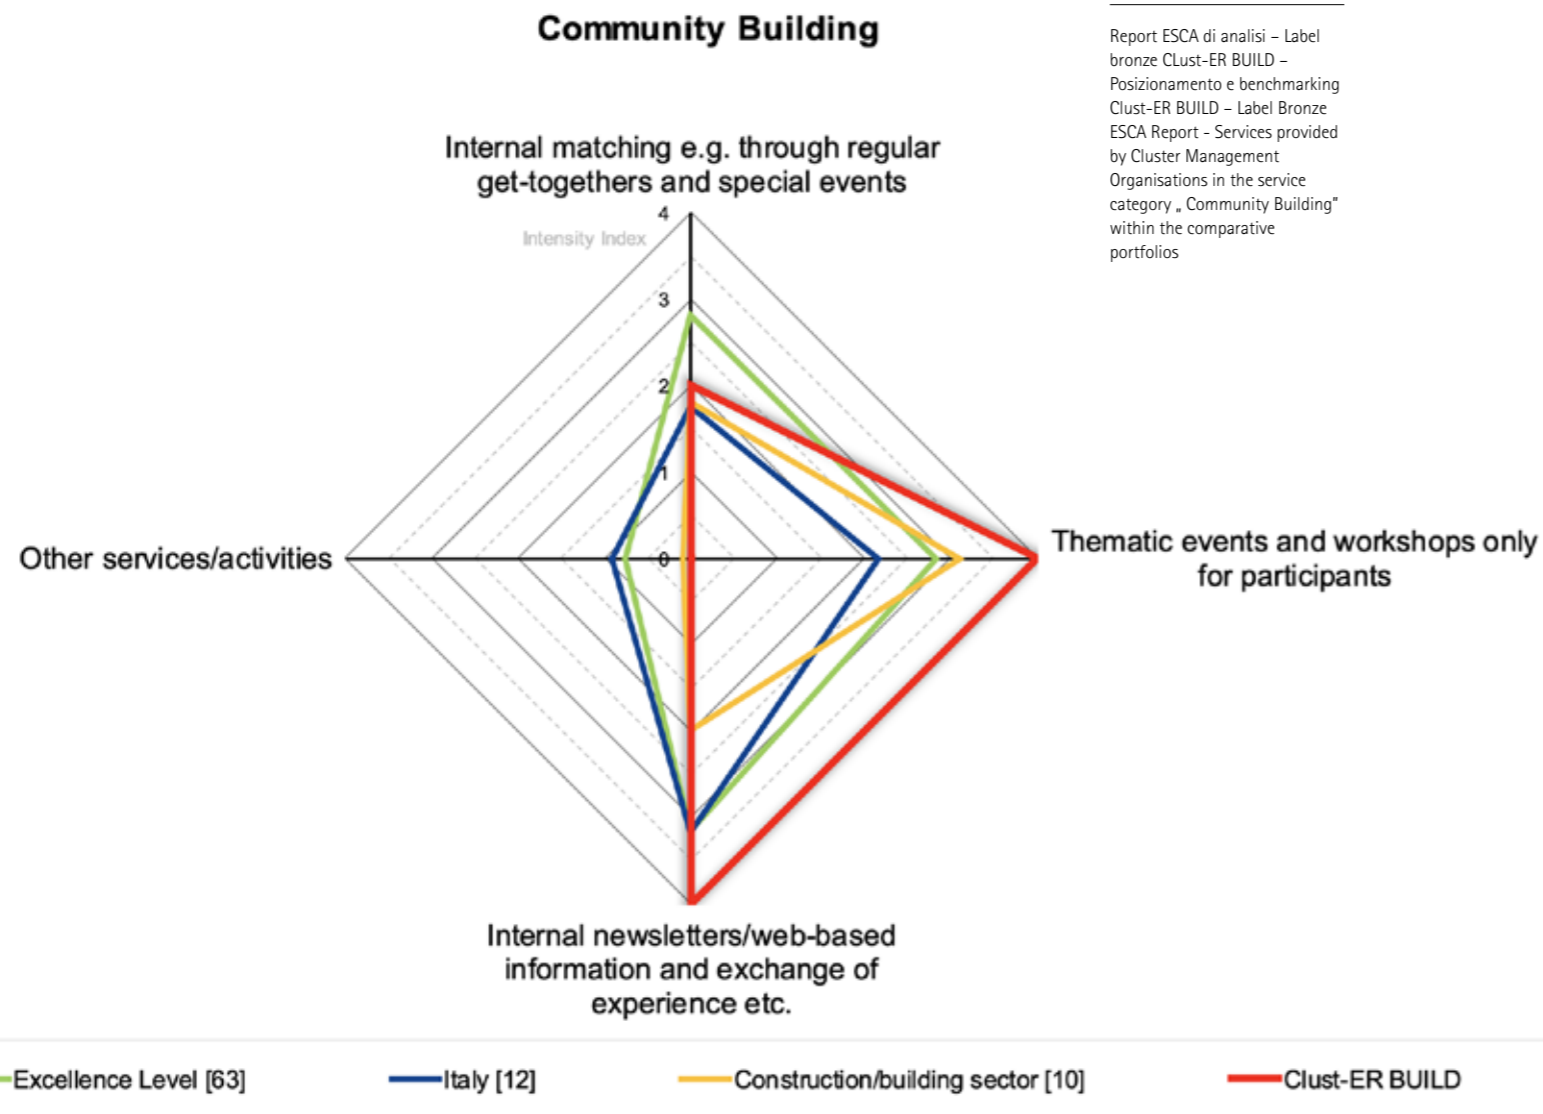 Community Building
Report ESCA di analisi – Label
bronze CLust-ER BUILD –
Posizionamento e benchmarking
Clust-ER BUILD – Label Bronze
ESCA Report - Services provided
by Cluster Management
Organisations in the service
category „ Community Building"
within the comparative
portfolios
Internal matching e.g. through regular
get-togethers and special events
4
Intensity Index
3
2
1
0
Other services/activities
Thematic events and workshops only
for participants
Internal newsletters/web-based
information and exchange of
experience etc.
Excellence Level [63]
Italy [12]
Construction/building sector [10]
Clust-ER BUILD